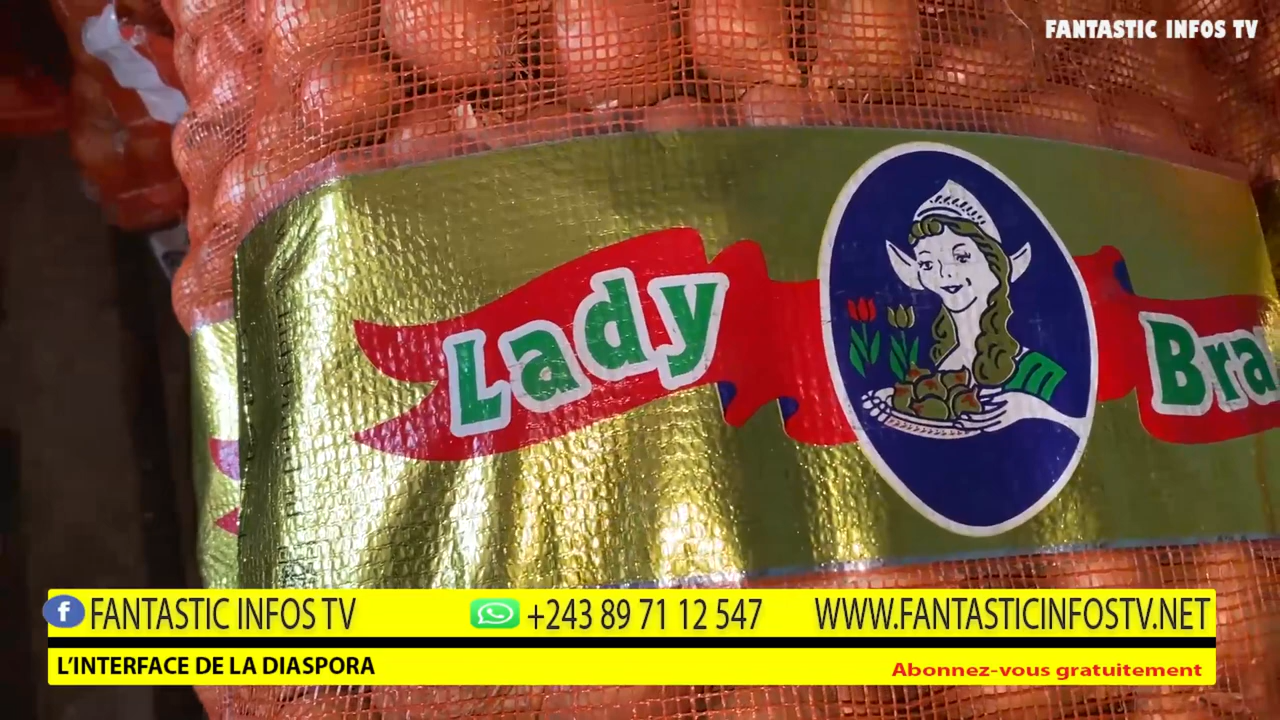 FANTASTIC INFOS TV
Lady
Bra
FANTASTIC INFOS TV
+243 89 71 12 547
WWW.FANTASTICINFOSTV.NET
L'INTERFACE DE LA DIASPORA
Abonnez-vous gratuitement